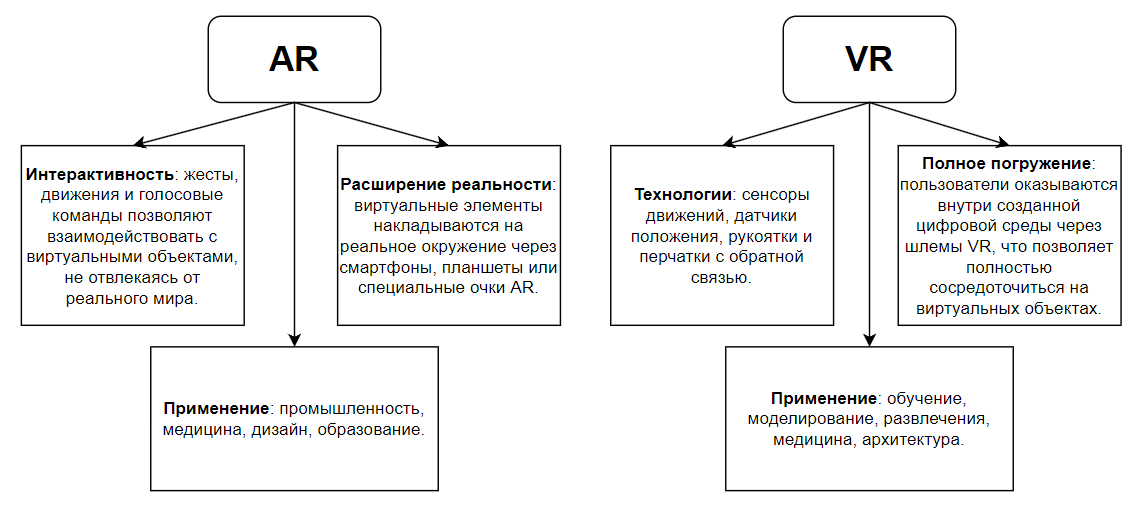 AR
Интерактивность: жесты,
движения и голосовые
команды позволяют
взаимодействовать с
виртуальными объектами,
не отвлекаясь от
реального мира.
Расширение реальности:
виртуальные элементы
накладываются на
реальное окружение через
смартфоны, планшеты или
специальные очки AR.
Применение: промышленность,
медицина, дизайн, образование.
VR
Технологии: сенсоры
движений, датчики
положения, рукоятки и
перчатки с обратной
связью.
Полное погружение:
пользователи оказываются
внутри созданной
цифровой среды через
шлемы VR, что позволяет
полностью
сосредоточиться на
виртуальных объектах.
Применение: обучение,
моделирование, развлечения,
медицина, архитектура.